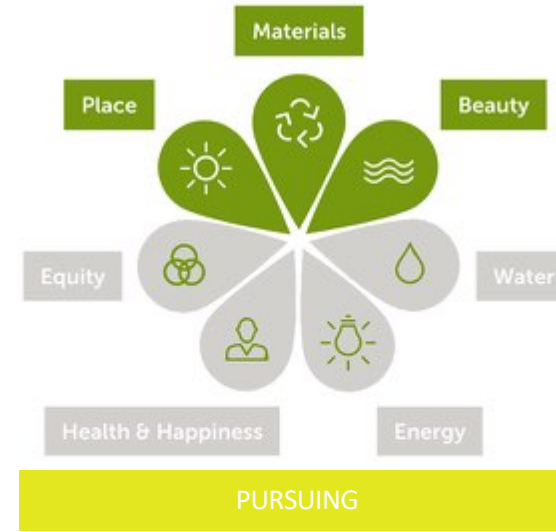 Materials
Place
Beauty
Equity
Water
Health & Happiness
Energy
PURSUING